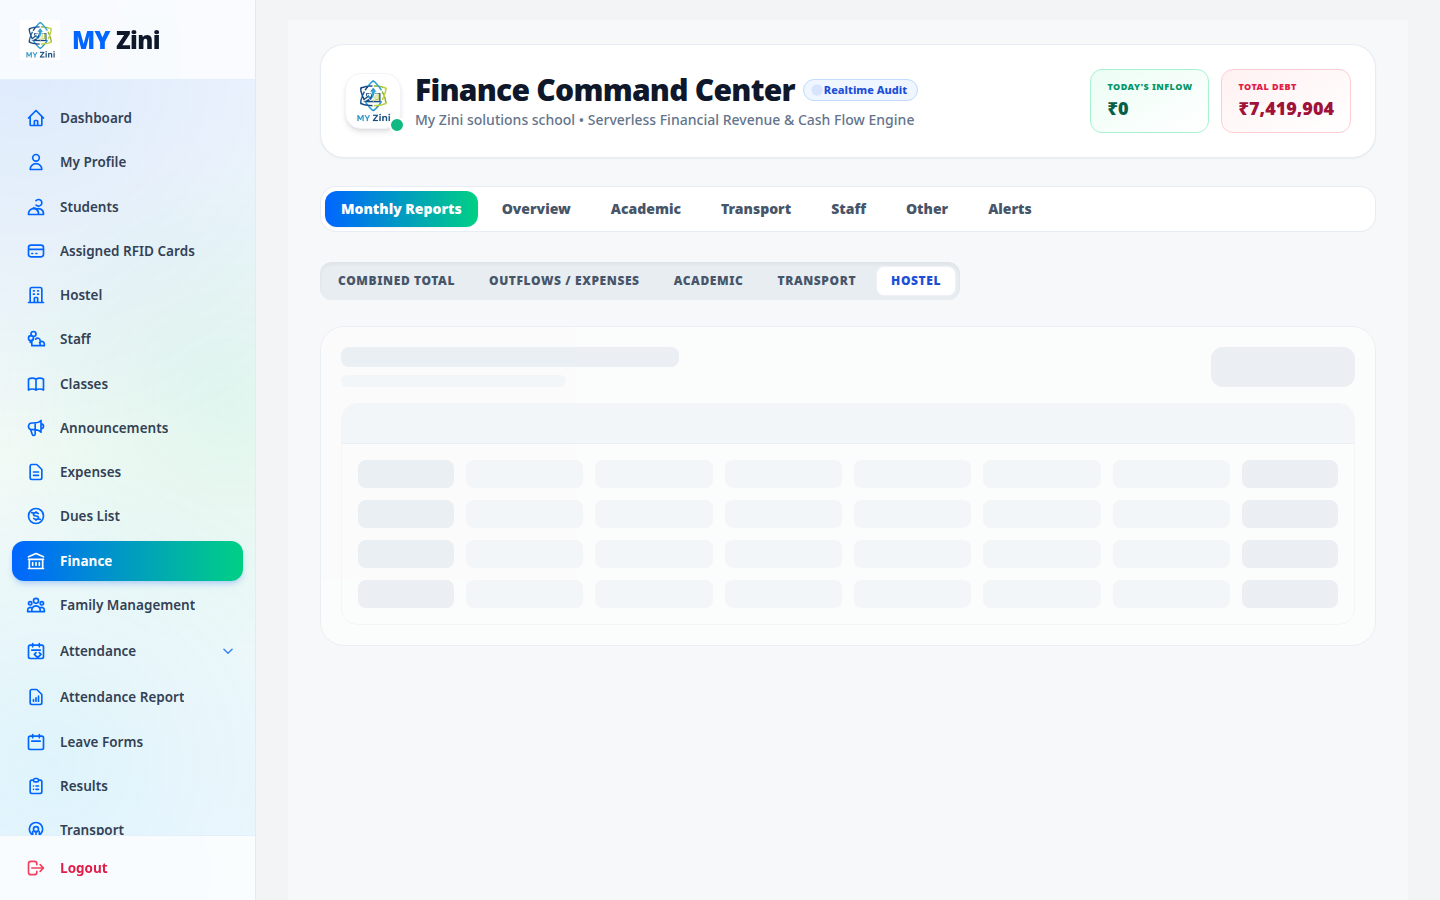 MY Zini
MY Zini
Dashboard
My Profile
Students
Assigned RFID Cards
Hostel
Staff
Classes
Announcements
Expenses
Dues List
Finance
Family Management
Attendance
Attendance Report
Leave Forms
Results
Transport
Logout
MY Zini
Finance Command Center
Realtime Audit
My Zini solutions school • Serverless Financial Revenue & Cash Flow Engine
TODAY'S INFLOW
₹0
TOTAL DEBT
₹7,419,904
Monthly Reports
Overview
Academic
Transport
Staff
Other
Alerts
COMBINED TOTAL
OUTFLOWS / EXPENSES
ACADEMIC
TRANSPORT
HOSTEL